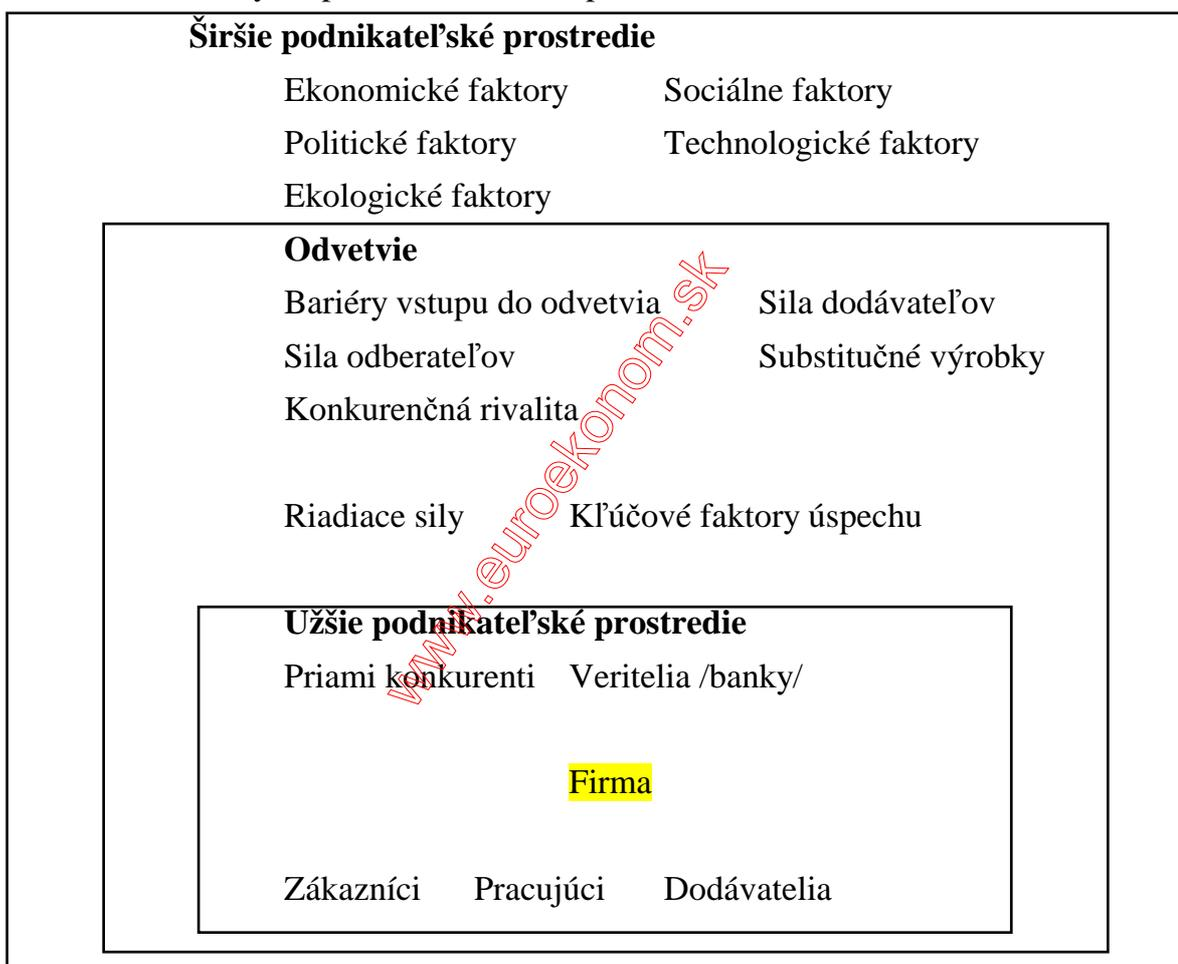 Širšie podnikateľské prostredie
Ekonomické faktory Sociálne faktory
Politické faktory Technologické faktory
Ekologické faktory
Odvetvie
Bariéry vstupu do odvetvia Sila dodávateľov
Sila odberateľov Substitučné výrobky
Konkurenčná rivalita
Riadiace sily Kľúčové faktory úspechu
Užšie podnikateľské prostredie
Priami konkurenti Veritelia /banky/
Firma
Zákazníci Pracujúci Dodávatelia
www.euroekonom.sk